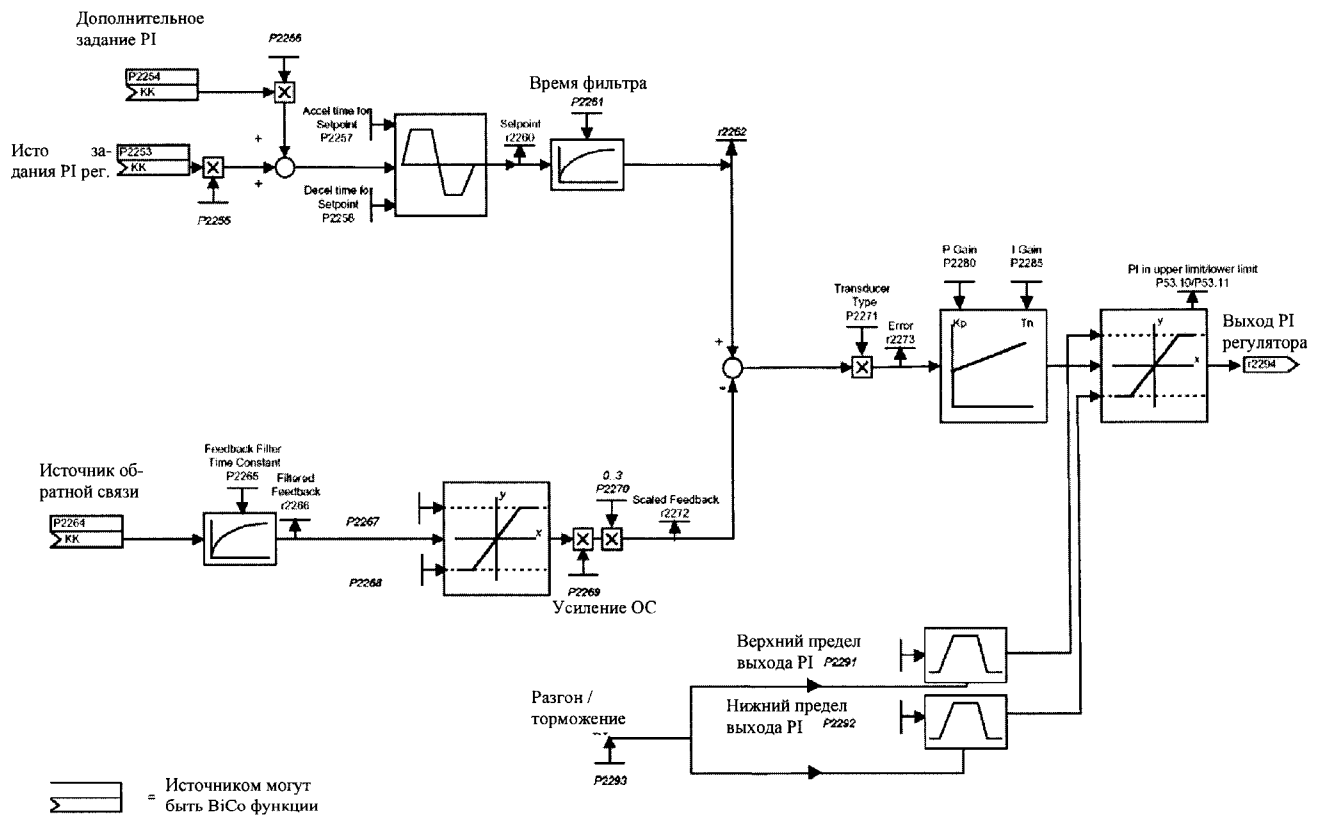 Дополнительное
задание PI
P2256
P2254
KK
Время фильтра
P2261
Accel time for
Setpoint
P2257
Setpoint
r2260
r2262
+
Исто за-
дания PI рег.
P2253
KK
+
P2255
Decel time for
Setpoint
P2258
P Gain
P2280
I Gain
P2285
PI in upper limit/lower limit
P53.10/P53.11
Transducer
Type
P2271
Error
r2273
Kp
Tn
y
x
Выход PI
регулятора
r2294
+
-
Источник об-
ратной связи
P2264
KK
Feedback Filter
Time Constant
P2265
Filtered
Feedback
r2266
P2267
P2268
y
x
0..3
P2270
Scaled Feedback
r2272
P2269
Усиление ОС
Верхний предел
выхода PI P2291
Разгон /
торможение
Нижний предел
выхода PI P2292
P2293
= Источником могут
быть BiCo функции
KK